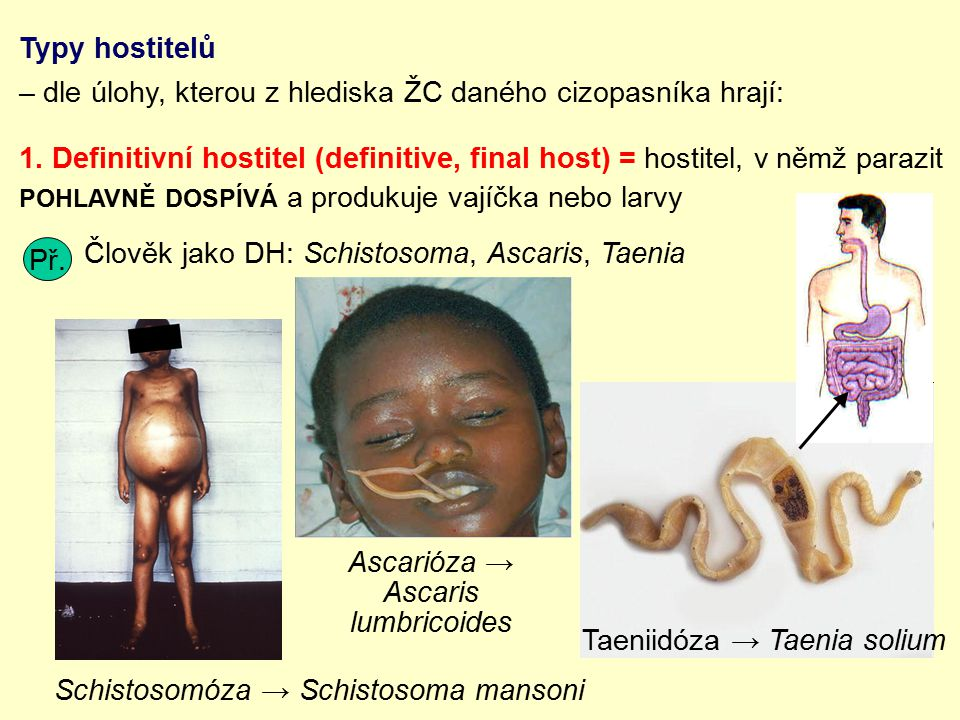 Typy hostitelů
– dle úlohy, kterou z hlediska ŽC daného cizopasníka hrají:
1. Definitivní hostitel (definitive, final host) = hostitel, v němž parazit
POHLAVNĚ DOSPÍVÁ a produkuje vajíčka nebo larvy
Př.
Člověk jako DH: Schistosoma, Ascaris, Taenia
Ascarióza →
Ascaris
lumbricoides
Taeniidóza → Taenia solium
Schistosomóza → Schistosoma mansoni